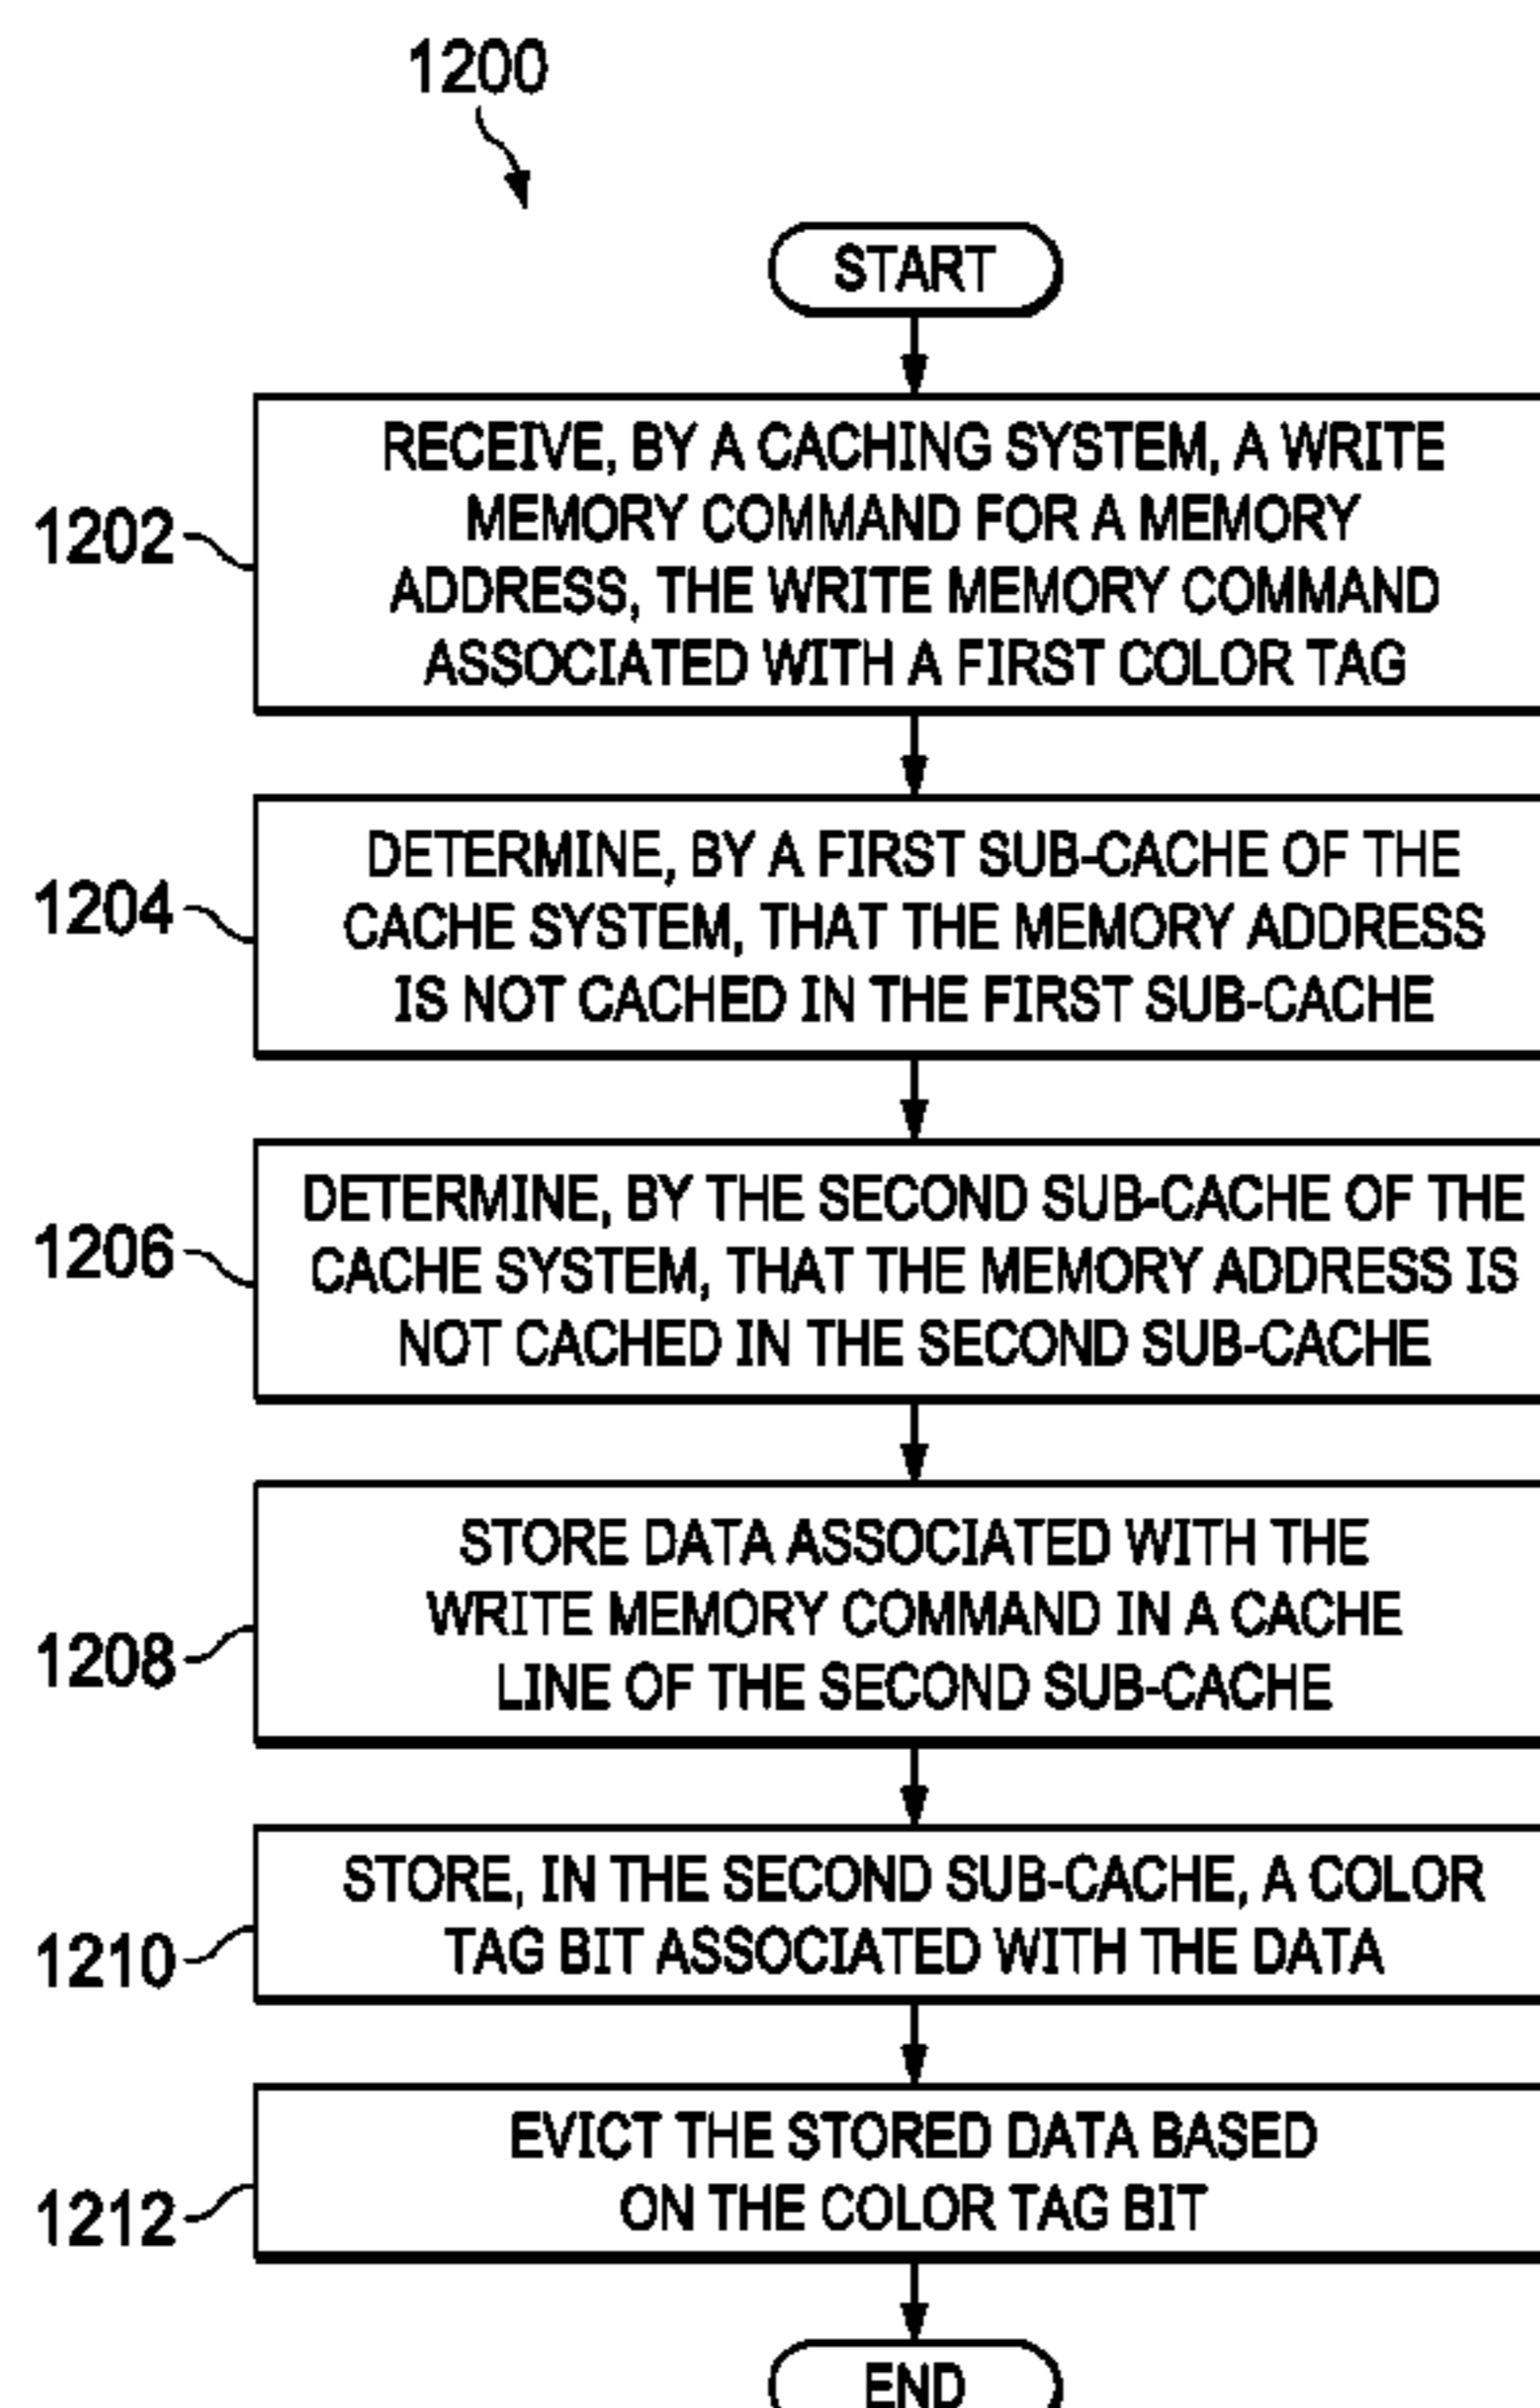 1200
START
1202
RECEIVE, BY A CACHING SYSTEM, A WRITE
MEMORY COMMAND FOR A MEMORY
ADDRESS, THE WRITE MEMORY COMMAND
ASSOCIATED WITH A FIRST COLOR TAG
1204
DETERMINE, BY A FIRST SUB-CACHE OF THE
CACHE SYSTEM, THAT THE MEMORY ADDRESS
IS NOT CACHED IN THE FIRST SUB-CACHE
1206
DETERMINE, BY THE SECOND SUB-CACHE OF THE
CACHE SYSTEM, THAT THE MEMORY ADDRESS IS
NOT CACHED IN THE SECOND SUB-CACHE
1208
STORE DATA ASSOCIATED WITH THE
WRITE MEMORY COMMAND IN A CACHE
LINE OF THE SECOND SUB-CACHE
1210
STORE, IN THE SECOND SUB-CACHE, A COLOR
TAG BIT ASSOCIATED WITH THE DATA
1212
EVICT THE STORED DATA BASED
ON THE COLOR TAG BIT
END